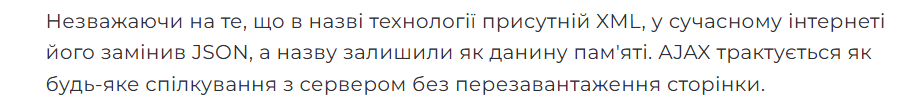 Незважаючи на те, що в назві технології присутній XML, у сучасному інтернеті
його замінив JSON, а назву залишили як данину пам'яті. AJAX трактується як
будь-яке спілкування з сервером без перезавантаження сторінки.